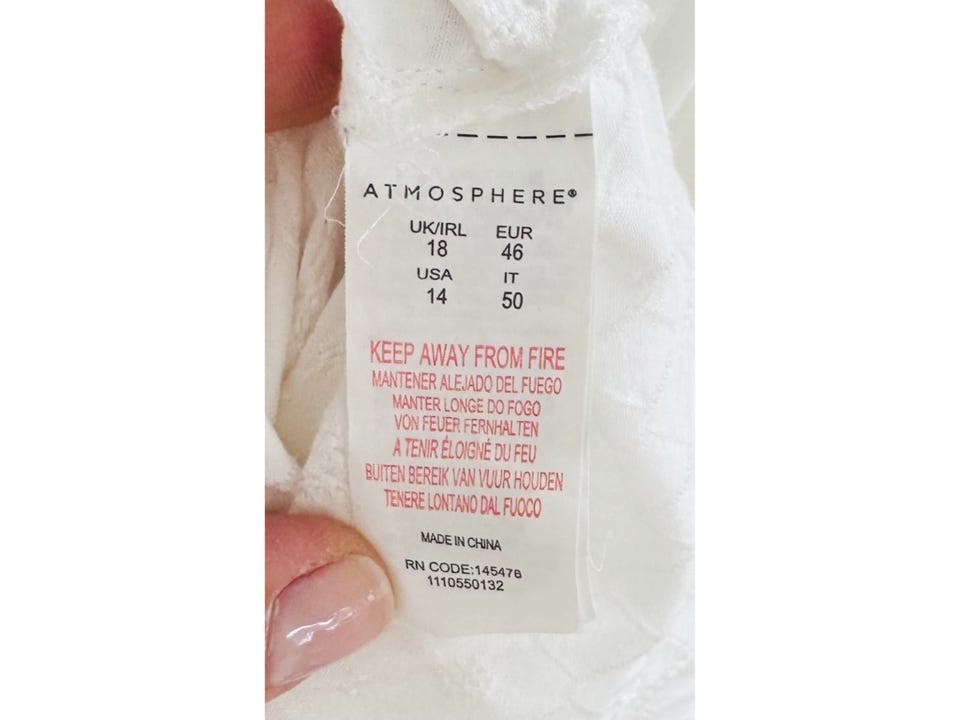 ATMOSPHERE®
UK/IRL EUR
18 46
USA IT
14 50
KEEP AWAY FROM FIRE
MANTENER ALEJADO DEL FUEGO
MANTER LONGE DO FOGO
VON FEUER FERNHALTEN
A TENIR ÉLOIGNÉ DU FEU
BUITEN BEREIK VAN VUUR HOUDEN
TENERE LONTANO DAL FUOCO
MADE IN CHINA
RN CODE:145478
1110550132